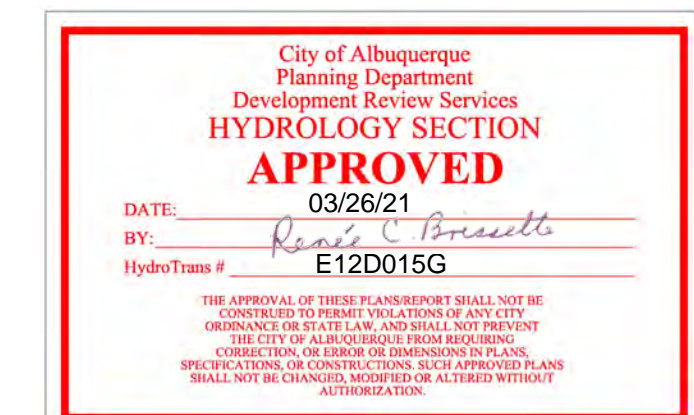 City of Albuquerque
Planning Department
Development Review Services
HYDROLOGY SECTION
APPROVED
DATE: 03/26/21
BY: Renée C. Brissette
HydroTrans # E12D015G
THE APPROVAL OF THESE PLANS/REPORT SHALL NOT BE
CONSTRUED TO PERMIT VIOLATIONS OF ANY CITY
ORDINANCE OR STATE LAW, AND SHALL NOT PREVENT
THE CITY OF ALBUQUERQUE FROM REQUIRING
CORRECTION, OR ERROR OR DIMENSIONS IN PLANS,
SPECIFICATIONS, OR CONSTRUCTIONS. SUCH APPROVED PLANS
SHALL NOT BE CHANGED, MODIFIED OR ALTERED WITHOUT
AUTHORIZATION.